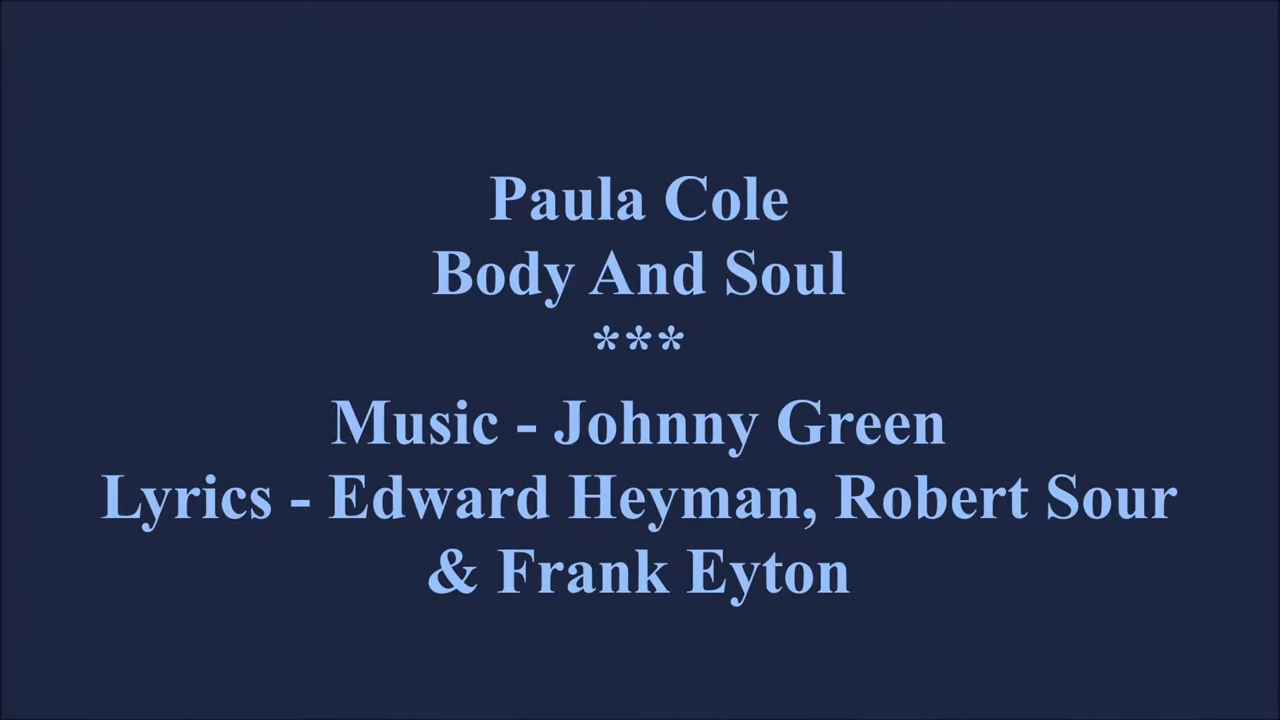 Paula Cole
Body And Soul
***
Music - Johnny Green
Lyrics - Edward Heyman, Robert Sour
& Frank Eyton